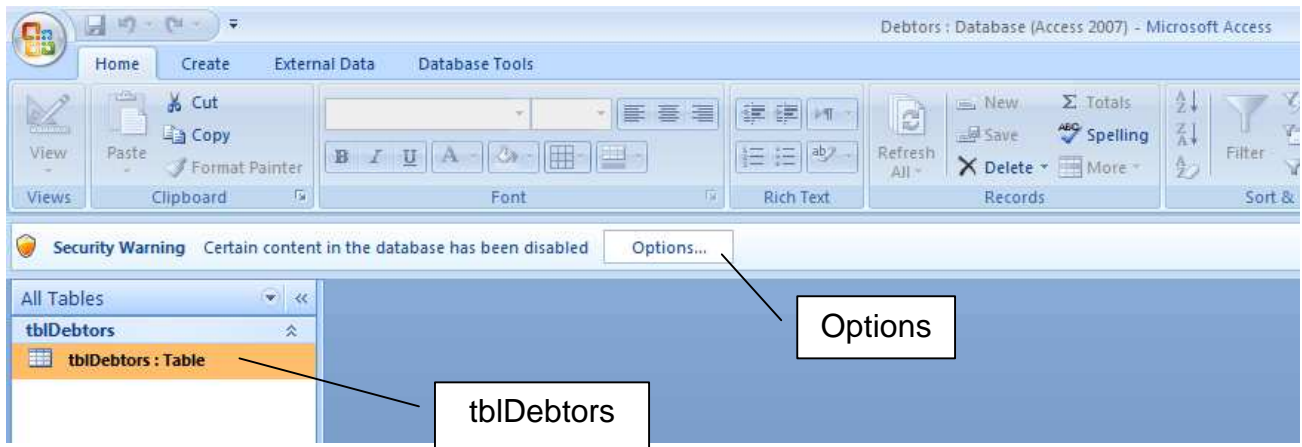 Debtors : Database (Access 2007) - Microsoft Access
Home Create External Data Database Tools
View
Paste
Cut
Copy
Format Painter
B I U A
ab
Refresh All
New
Save
Delete
Σ Totals
ABC Spelling
More
A Z
Z A
Filter
Views Clipboard Font Rich Text Records Sort &
Security Warning Certain content in the database has been disabled Options...
All Tables
tblDebtors
tblDebtors : Table
Options
tblDebtors